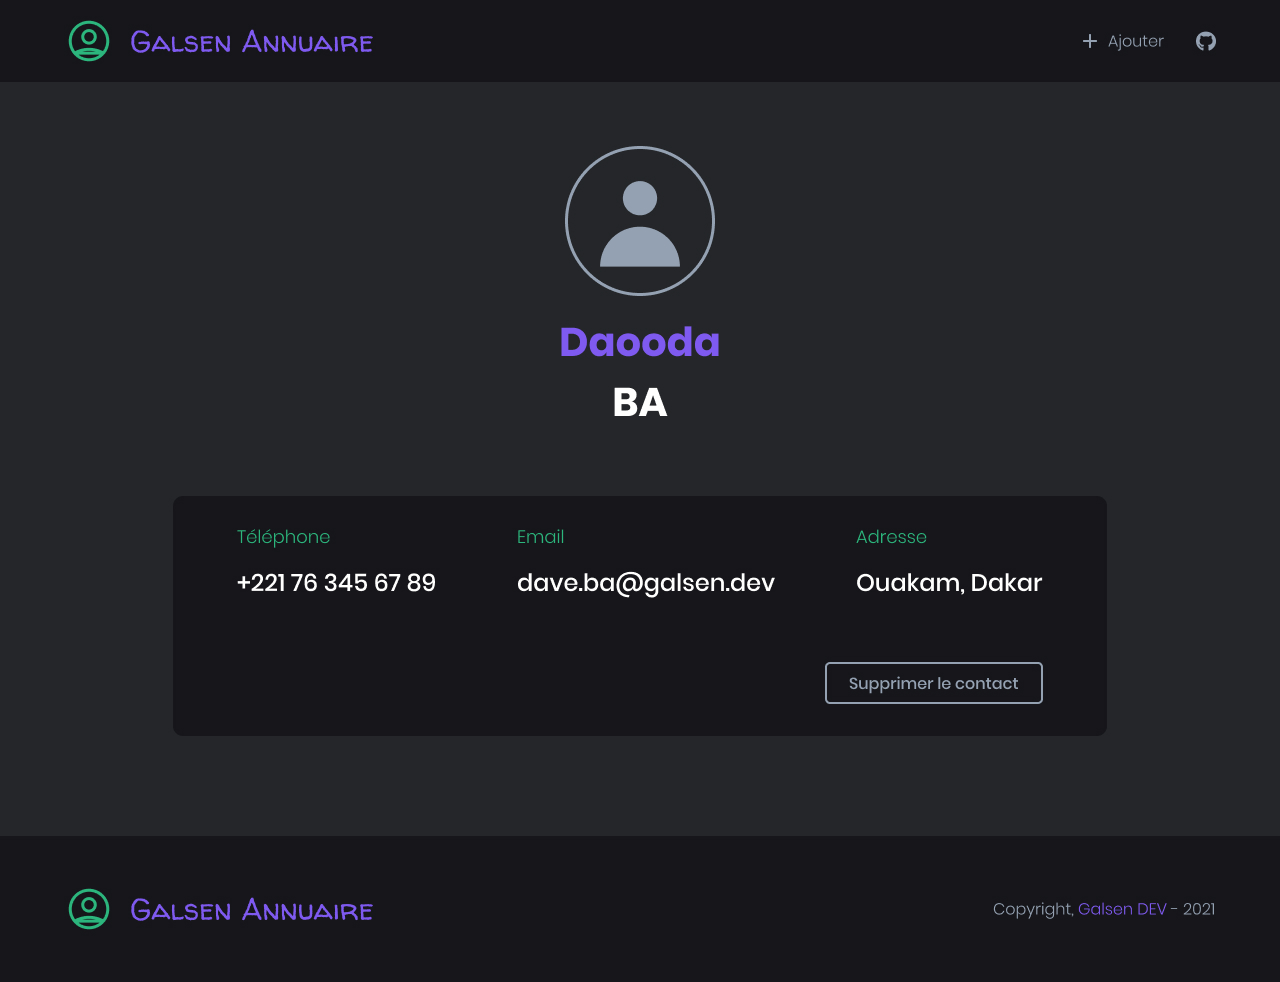 Galsen Annuaire
Ajouter
Daooda
BA
Téléphone
+221 76 345 67 89
Email
dave.ba@galsen.dev
Adresse
Ouakam, Dakar
Supprimer le contact
Galsen Annuaire
Copyright, Galsen DEV - 2021